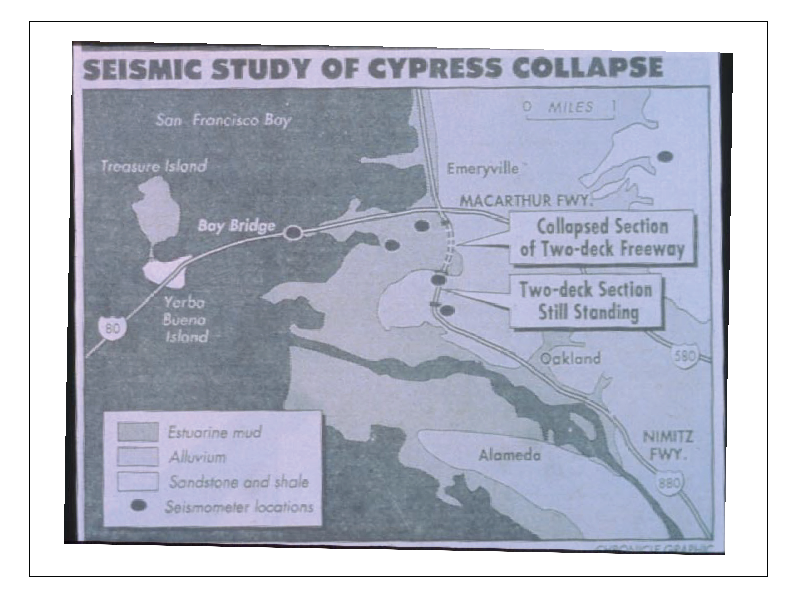 SEISMIC STUDY OF CYPRESS COLLAPSE
San Francisco Bay
0 MILES 1
Treasure Island
Emeryville
MACARTHUR FWY.
Bay Bridge
Collapsed Section
of Two-deck Freeway
Two-deck Section
Still Standing
Yerba
Buena
Island
80
Oakland
580
Estuarine mud
Alluvium
Sandstone and shale
Seismometer locations
Alameda
NIMITZ
FWY.
880
CHRONICLE GRAPHIC